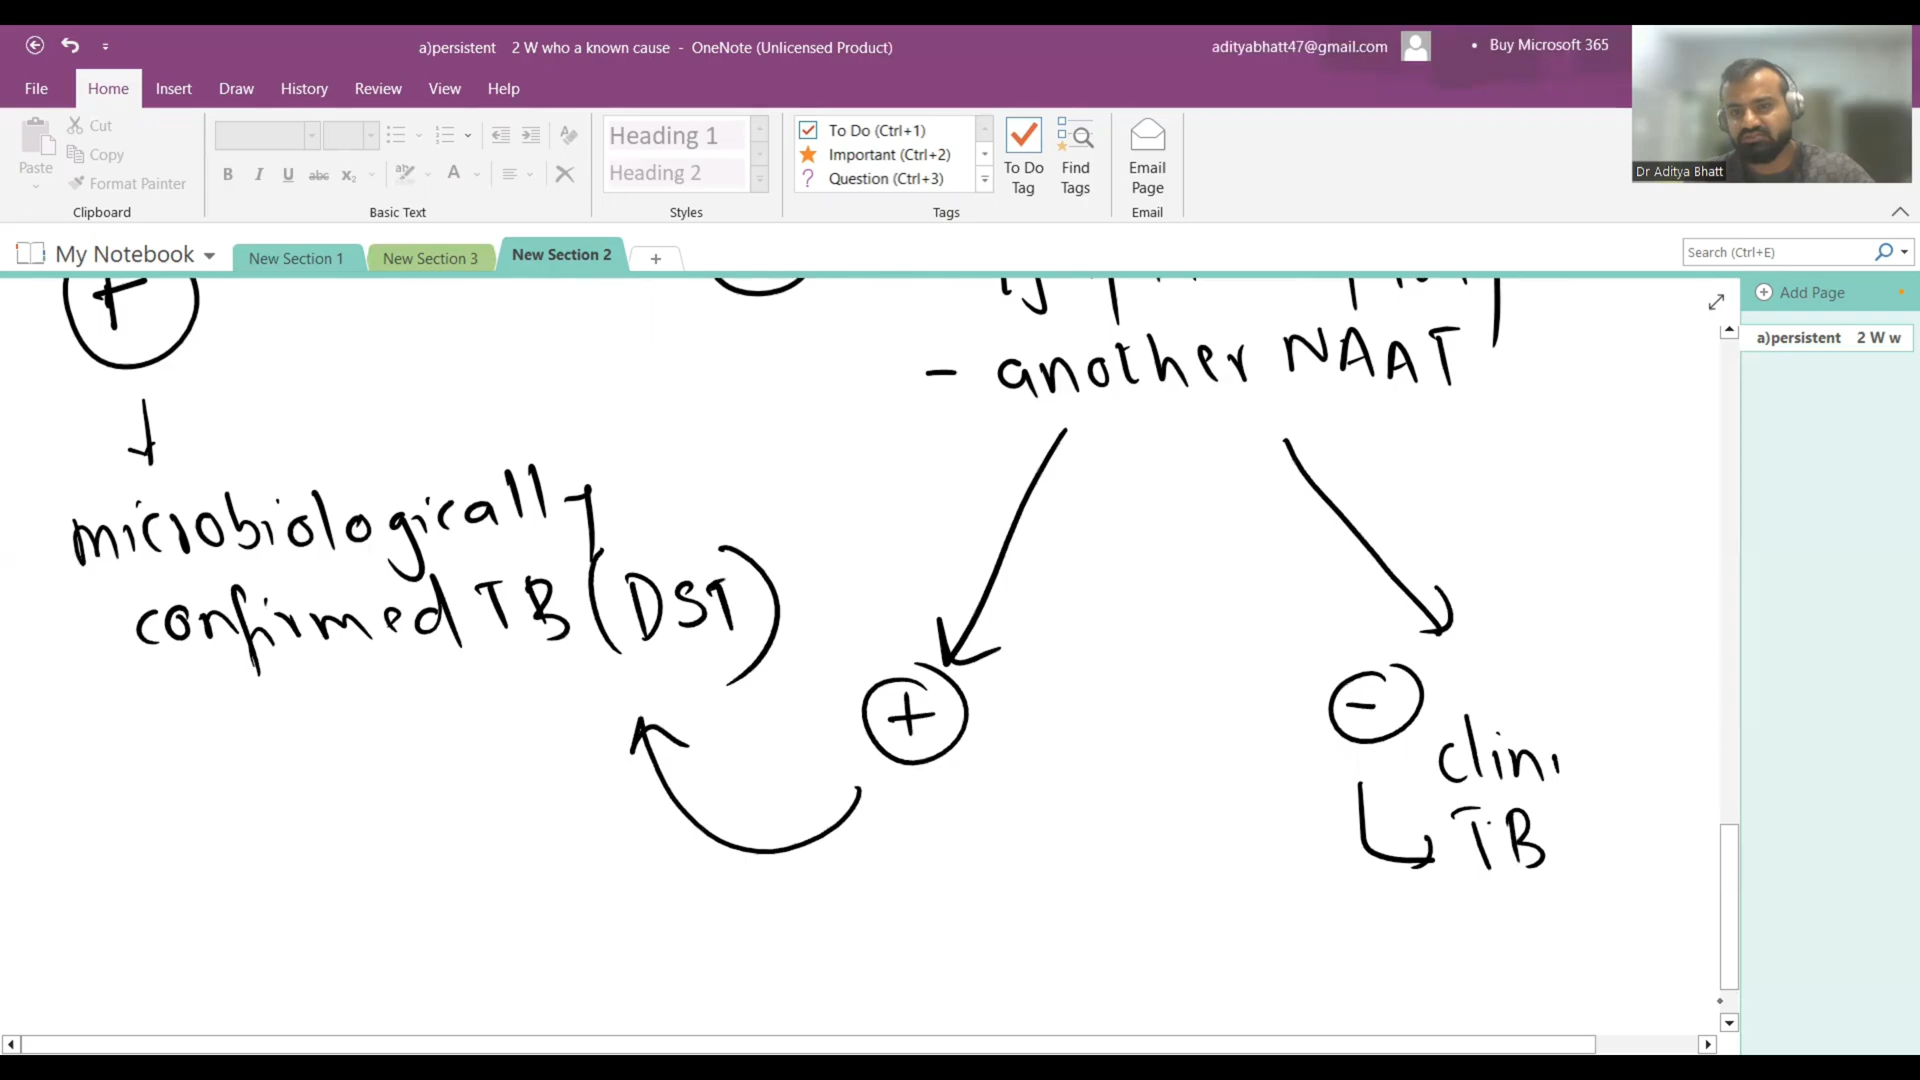 a)persistent 2 W who a known cause - OneNote (Unlicensed Product)
adityabhatt47@gmail.com
Buy Microsoft 365
File Home Insert Draw History Review View Help
Paste
Cut
Copy
Format Painter
Clipboard
B I U abc X₂ A
Basic Text
Heading 1
Heading 2
Styles
To Do (Ctrl+1)
Important (Ctrl+2)
Question (Ctrl+3)
Tags
To Do
Tag
Find
Tags
Email
Page
Email
Dr Aditya Bhatt
My Notebook
New Section 1
New Section 3
New Section 2
Search (Ctrl+E)
Add Page
a)persistent 2 W w
+
- another NAAT
microbiologically
confirmed TB (DST)
+
-
clini
TB